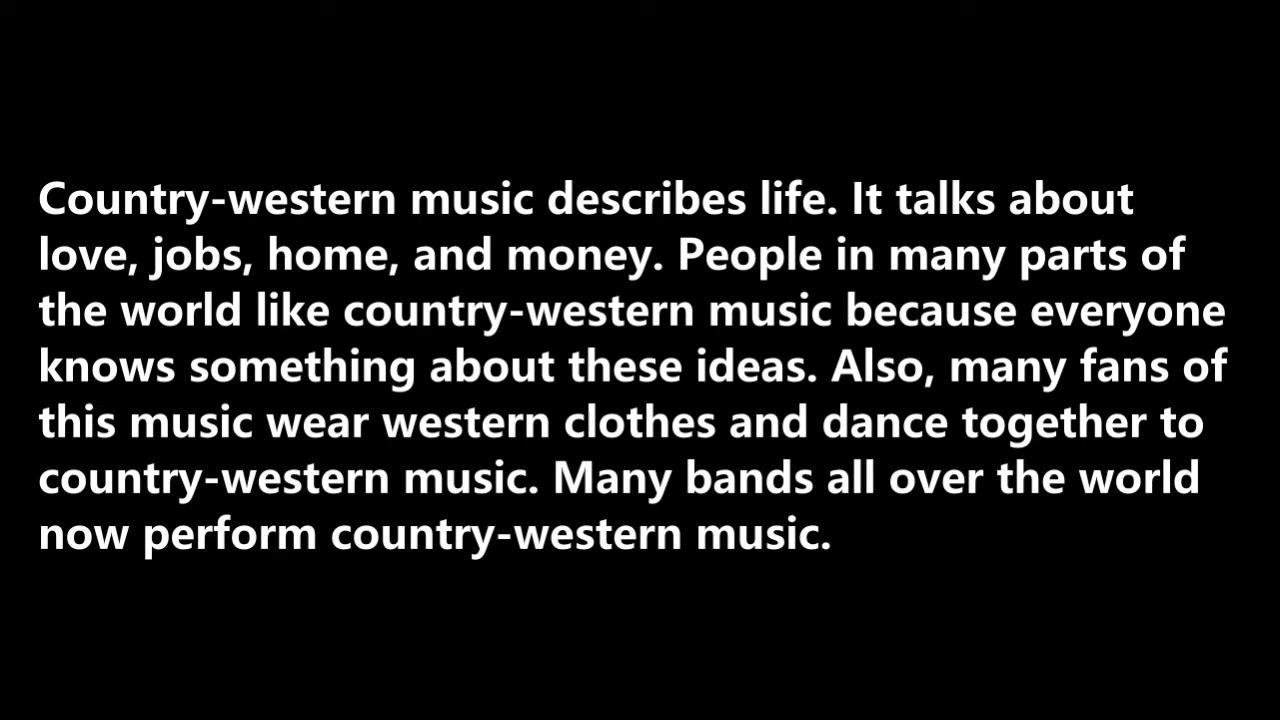 Country-western music describes life. It talks about
love, jobs, home, and money. People in many parts of
the world like country-western music because everyone
knows something about these ideas. Also, many fans of
this music wear western clothes and dance together to
country-western music. Many bands all over the world
now perform country-western music.